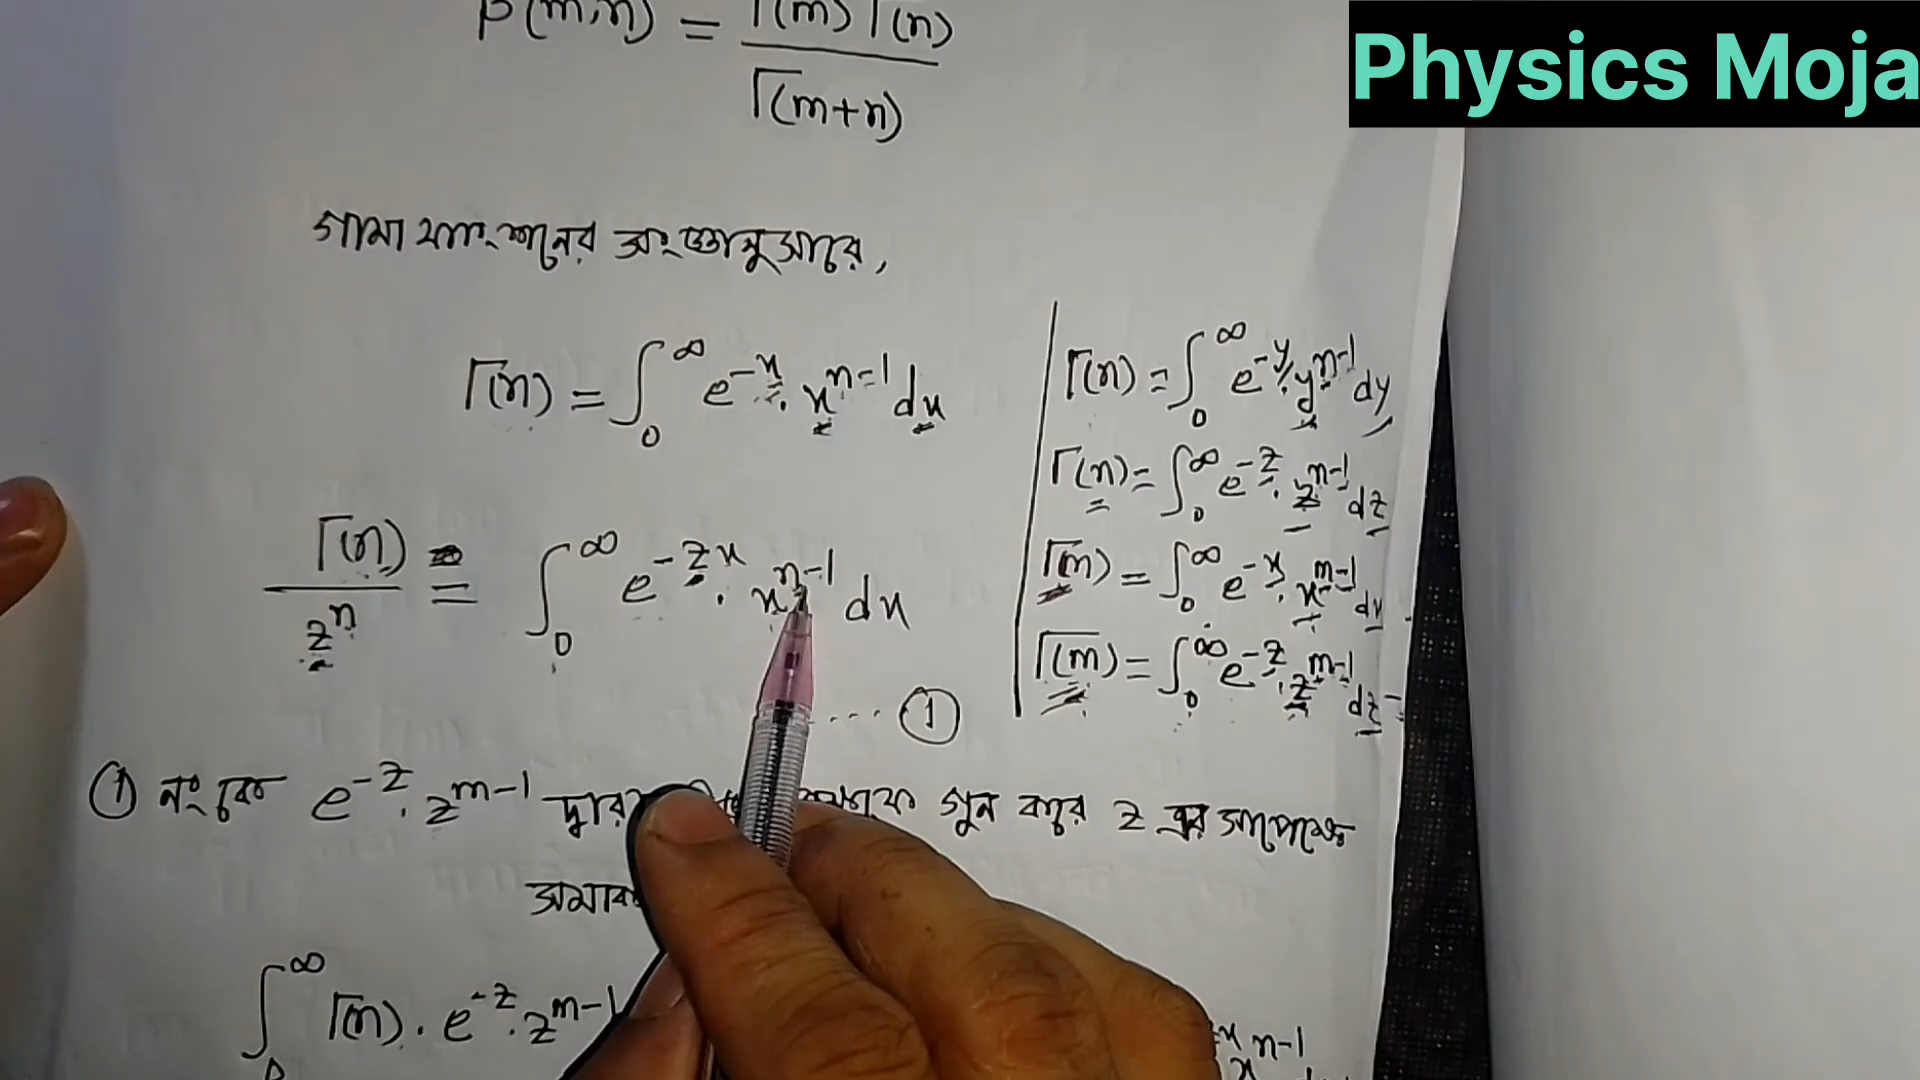 Physics Moja
β(m,n) = Γ(m) Γ(n) / Γ(m+n)
গামা ফাংশনের সংজ্ঞানুসারে,
Γ(n) = ∫₀^∞ e^{-x} . x^{n-1} dx
Γ(n) / z^n = ∫₀^∞ e^{-zx} . x^{n-1} dx
.... ①
Γ(n) = ∫₀^∞ e^{-y} . y^{n-1} dy
Γ(n) = ∫₀^∞ e^{-z} . z^{n-1} dz
Γ(m) = ∫₀^∞ e^{-x} . x^{m-1} dx
Γ(m) = ∫₀^∞ e^{-z} . z^{m-1} dz
① নং কে e^{-z} . z^{m-1} গুন করে z এর সাপেক্ষে
∫₀^∞ Γ(n) . e^{-z} . z^{m-1}
x^{n-1}